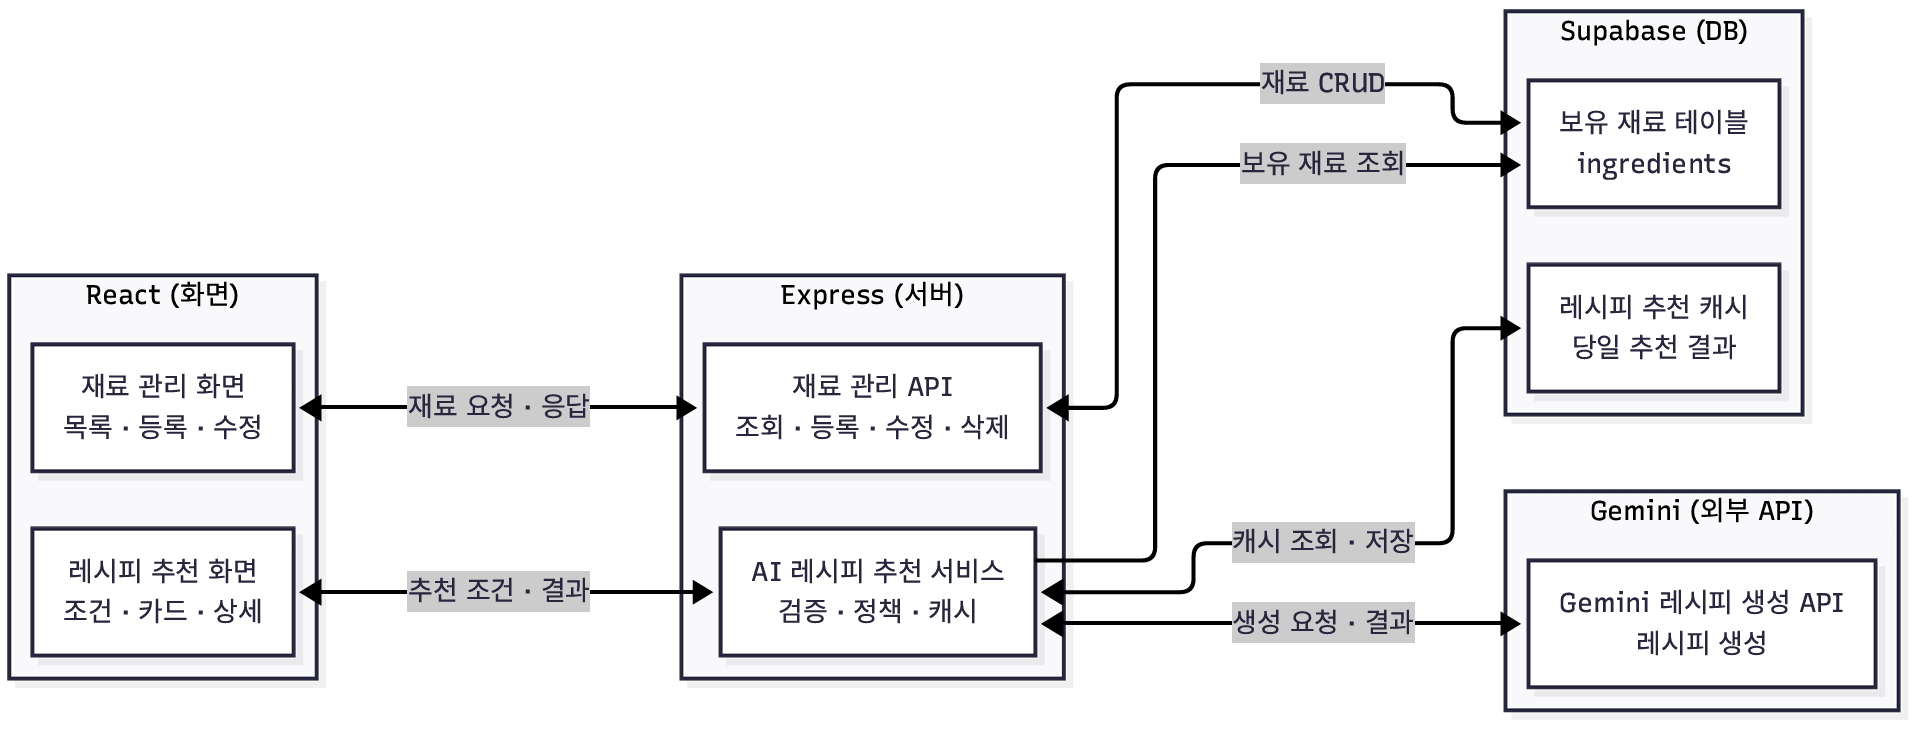 React (화면)
재료 관리 화면
목록 · 등록 · 수정
레시피 추천 화면
조건 · 카드 · 상세
재료 요청 · 응답
추천 조건 · 결과
Express (서버)
재료 관리 API
조회 · 등록 · 수정 · 삭제
AI 레시피 추천 서비스
검증 · 정책 · 캐시
재료 CRUD
보유 재료 조회
캐시 조회 · 저장
생성 요청 · 결과
Supabase (DB)
보유 재료 테이블
ingredients
레시피 추천 캐시
당일 추천 결과
Gemini (외부 API)
Gemini 레시피 생성 API
레시피 생성